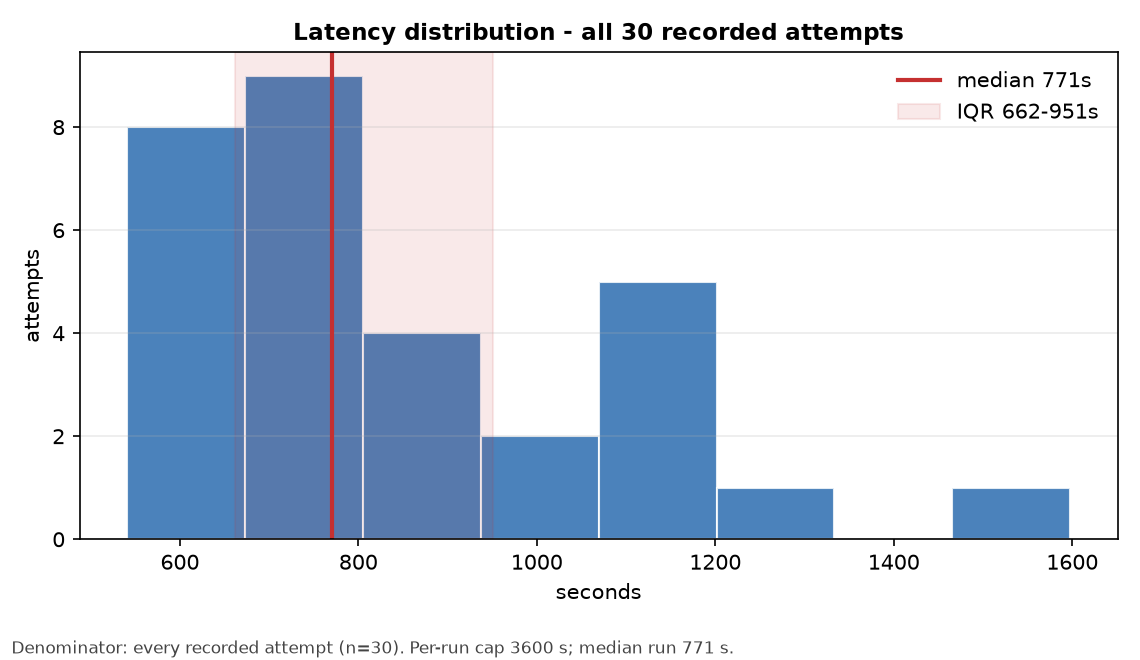 Latency distribution - all 30 recorded attempts
median 771s
IQR 662-951s
8
6
4
2
0
attempts
600 800 1000 1200 1400 1600
seconds
Denominator: every recorded attempt (n=30). Per-run cap 3600 s; median run 771 s.